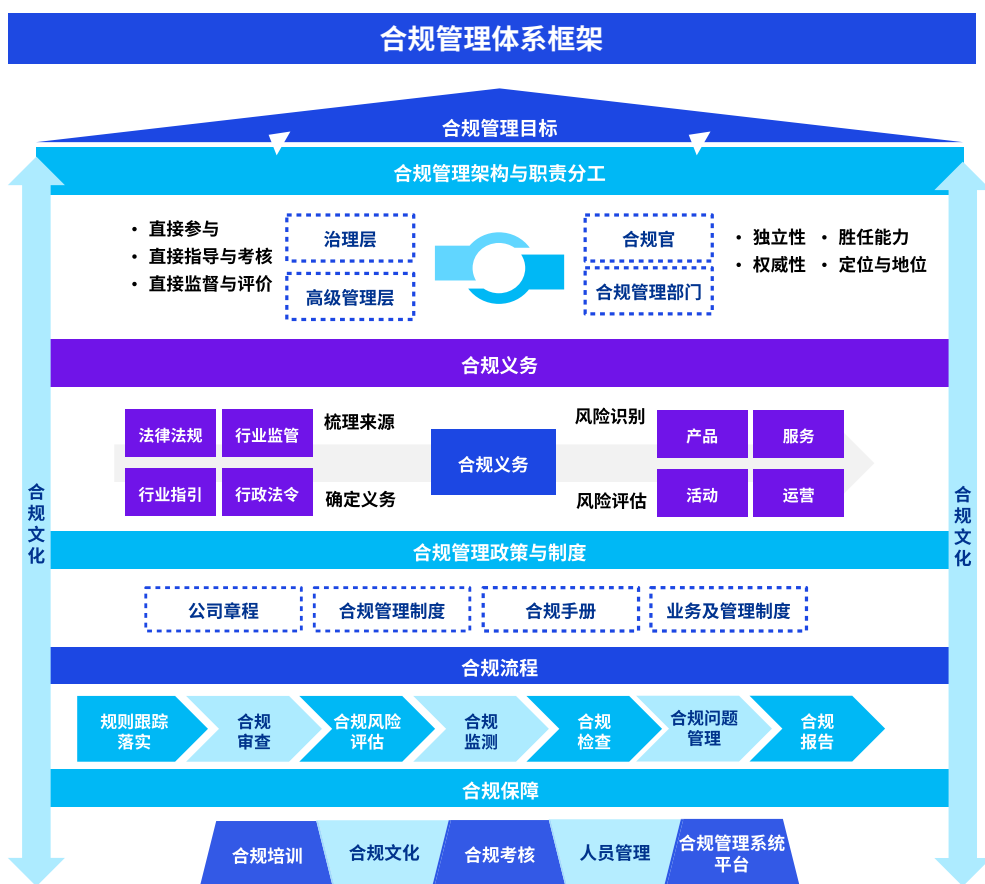 合规管理体系框架
合规管理目标
合规管理架构与职责分工
• 直接参与
• 直接指导与考核
• 直接监督与评价
治理层
高级管理层
合规官
合规管理部门
• 独立性 • 胜任能力
• 权威性 • 定位与地位
合规义务
法律法规
行业监管
行业指引
行政法令
梳理来源
确定义务
合规义务
风险识别
风险评估
产品
服务
活动
运营
合规文化
合规文化
合规管理政策与制度
公司章程
合规管理制度
合规手册
业务及管理制度
合规流程
规则跟踪
落实
合规
审查
合规风险
评估
合规
监测
合规
检查
合规问题
管理
合规
报告
合规保障
合规培训
合规文化
合规考核
人员管理
合规管理系统
平台